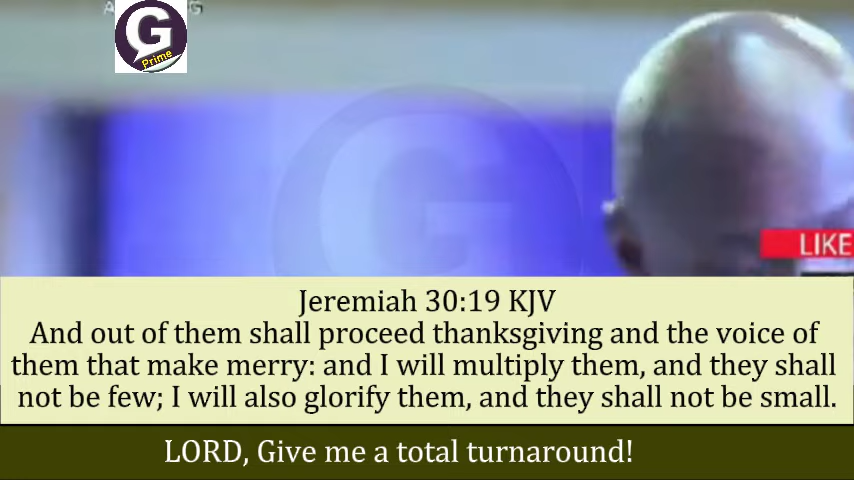 G
Prime
LIKE
Jeremiah 30:19 KJV
And out of them shall proceed thanksgiving and the voice of
them that make merry: and I will multiply them, and they shall
not be few; I will also glorify them, and they shall not be small.
LORD, Give me a total turnaround!